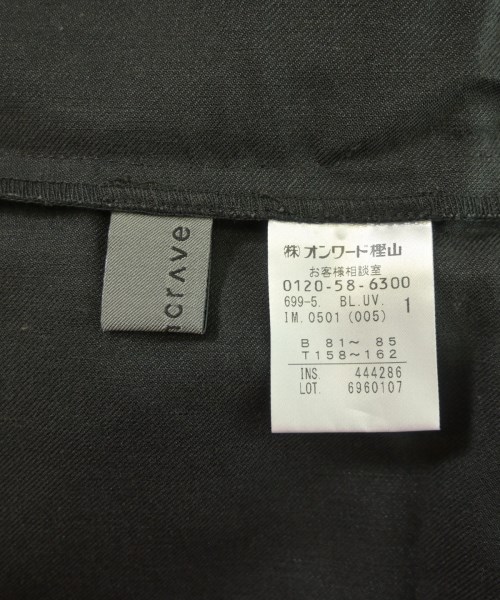 ncrʌve
㈱オンワード樫山
お客様相談室
0120-58-6300
699-5. BL.UV. 1
IM.0501(005)
B 81～ 85
T158～162
INS. 444286
LOT. 6960107